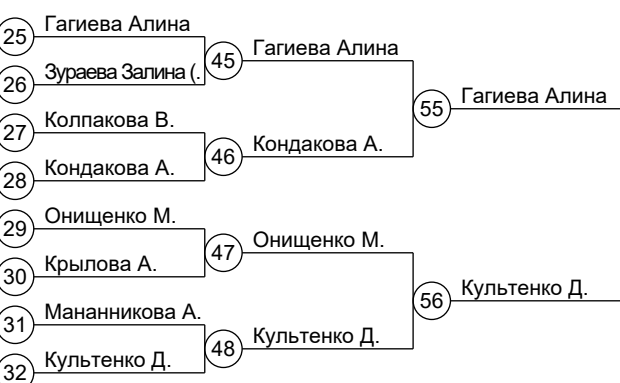 25 Гагиева Алина
26 Зураева Залина (.
27 Колпакова В.
28 Кондакова А.
29 Онищенко М.
30 Крылова А.
31 Мананникова А.
32 Культенко Д.
45 Гагиева Алина
46 Кондакова А.
47 Онищенко М.
48 Культенко Д.
55 Гагиева Алина
56 Культенко Д.